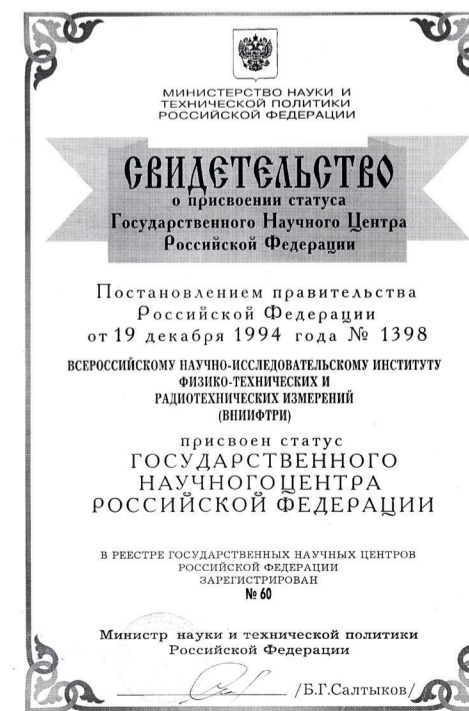 МИНИСТЕРСТВО НАУКИ И
ТЕХНИЧЕСКОЙ ПОЛИТИКИ
РОССИЙСКОЙ ФЕДЕРАЦИИ
СВИДЕТЕЛЬСТВО
о присвоении статуса
Государственного Научного Центра
Российской Федерации
Постановлением правительства
Российской Федерации
от 19 декабря 1994 года № 1398
ВСЕРОССИЙСКОМУ НАУЧНО-ИССЛЕДОВАТЕЛЬСКОМУ ИНСТИТУТУ
ФИЗИКО-ТЕХНИЧЕСКИХ И
РАДИОТЕХНИЧЕСКИХ ИЗМЕРЕНИЙ
(ВНИИФТРИ)
присвоен статус
ГОСУДАРСТВЕННОГО
НАУЧНОГОЦЕНТРА
РОССИЙСКОЙ ФЕДЕРАЦИИ
В РЕЕСТРЕ ГОСУДАРСТВЕННЫХ НАУЧНЫХ ЦЕНТРОВ
РОССИЙСКОЙ ФЕДЕРАЦИИ
ЗАРЕГИСТРИРОВАН
№ 60
Министр науки и технической политики
Российской Федерации
/Б.Г.Салтыков/